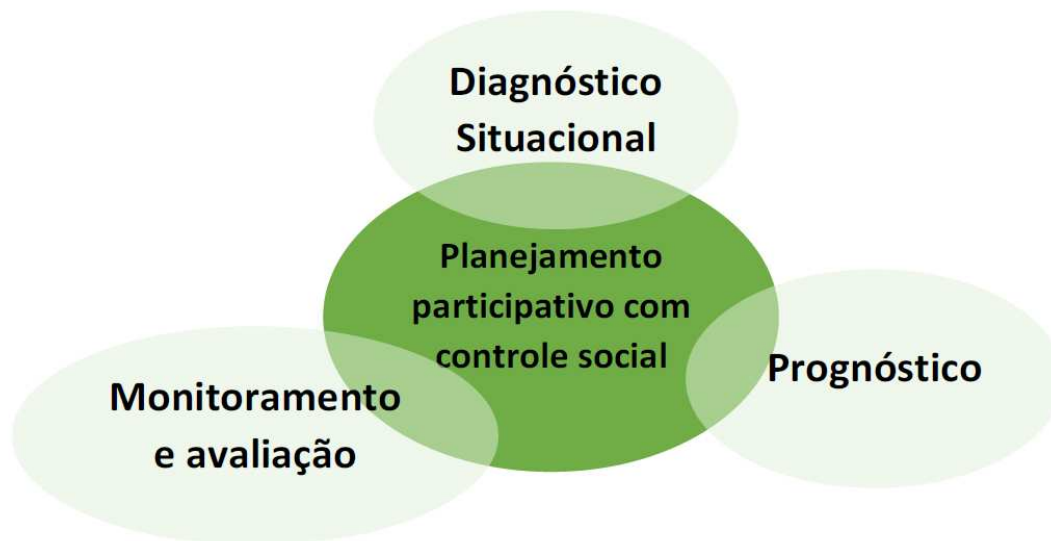 Diagnóstico
Situacional
Planejamento
participativo com
controle social
Prognóstico
Monitoramento
e avaliação